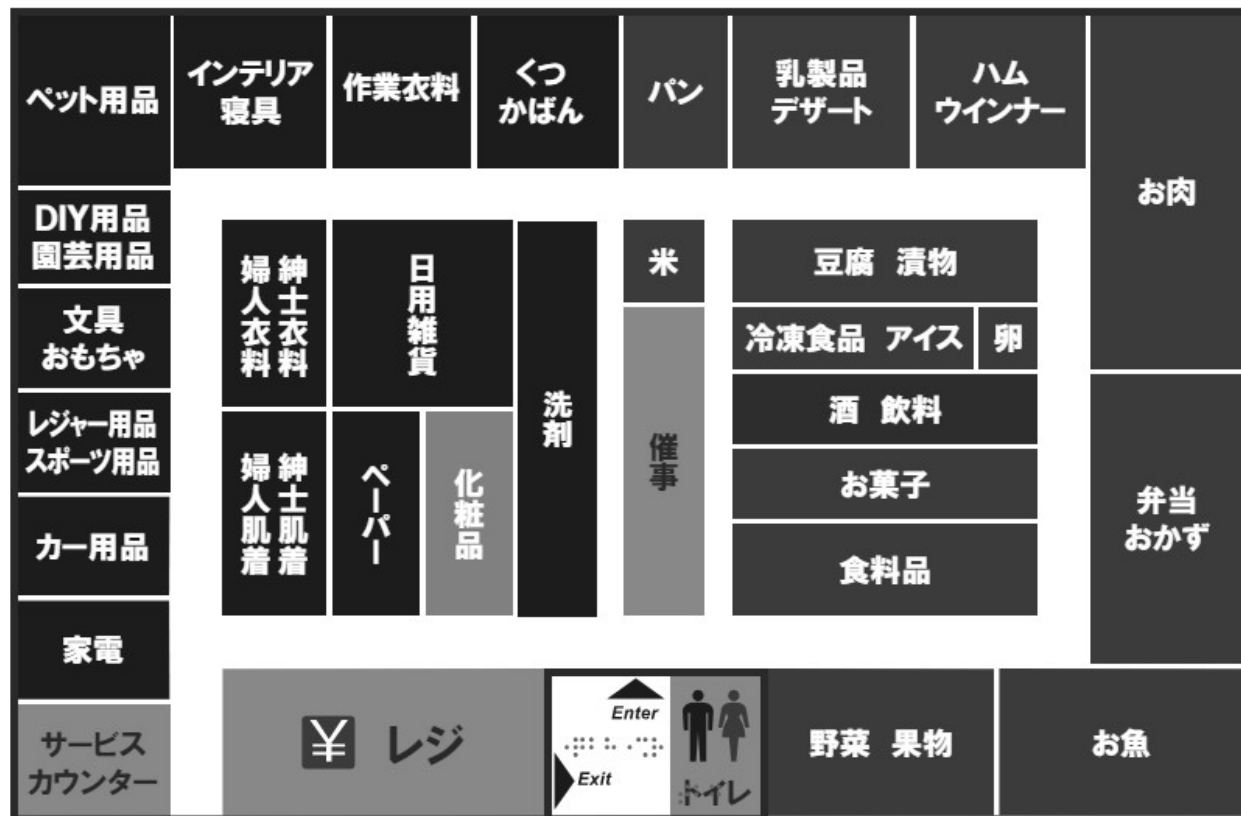 ペット用品
インテリア
寝具
作業衣料
くつ
かばん
パン
乳製品
デザート
ハム
ウインナー
お肉
DIY用品
園芸用品
文具
おもちゃ
レジャー用品
スポーツ用品
カー用品
家電
サービス
カウンター
紳士衣料
婦人衣料
日用雑貨
洗剤
紳士肌着
婦人肌着
ペーパー
化粧品
米
催事
豆腐 漬物
冷凍食品 アイス
卵
酒 飲料
お菓子
食料品
弁当
おかず
¥ レジ
Enter
Exit
トイレ
野菜 果物
お魚